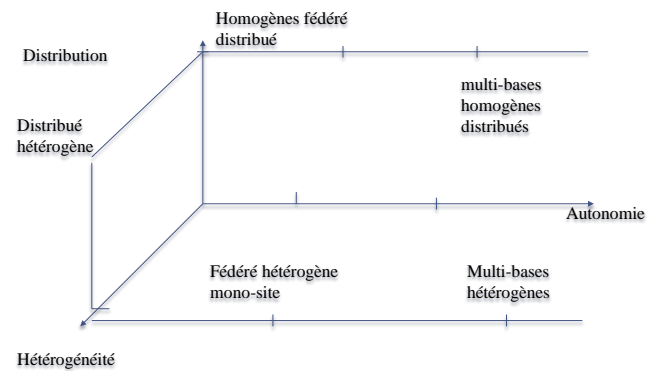 Homogènes fédéré
distribué
Distribution
multi-bases
homogènes
distribués
Distribué
hétérogène
Autonomie
Fédéré hétérogène
mono-site
Multi-bases
hétérogènes
Hétérogénéité